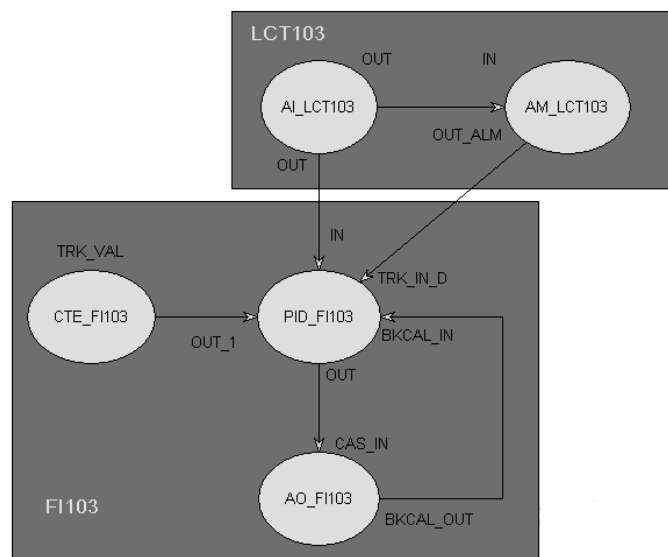 LCT103
OUT
IN
AI_LCT103
AM_LCT103
OUT_ALM
OUT
IN
TRK_VAL
TRK_IN_D
CTE_FI103
PID_FI103
OUT_1
BKCAL_IN
OUT
CAS_IN
AO_FI103
FI103
BKCAL_OUT